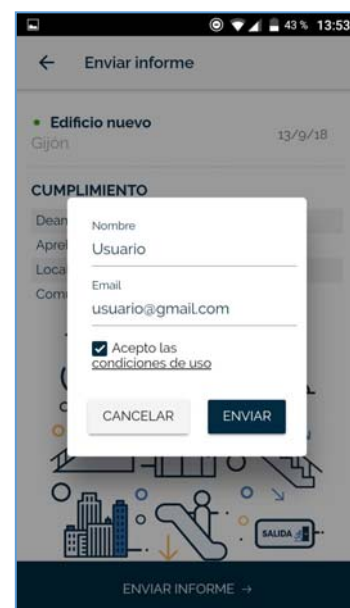 43 % 13:53
Enviar informe
Edificio nuevo
Gijón
13/9/18
CUMPLIMIENTO
Nombre
Usuario
Email
usuario@gmail.com
Acepto las
condiciones de uso
CANCELAR
ENVIAR
SALIDA
ENVIAR INFORME →